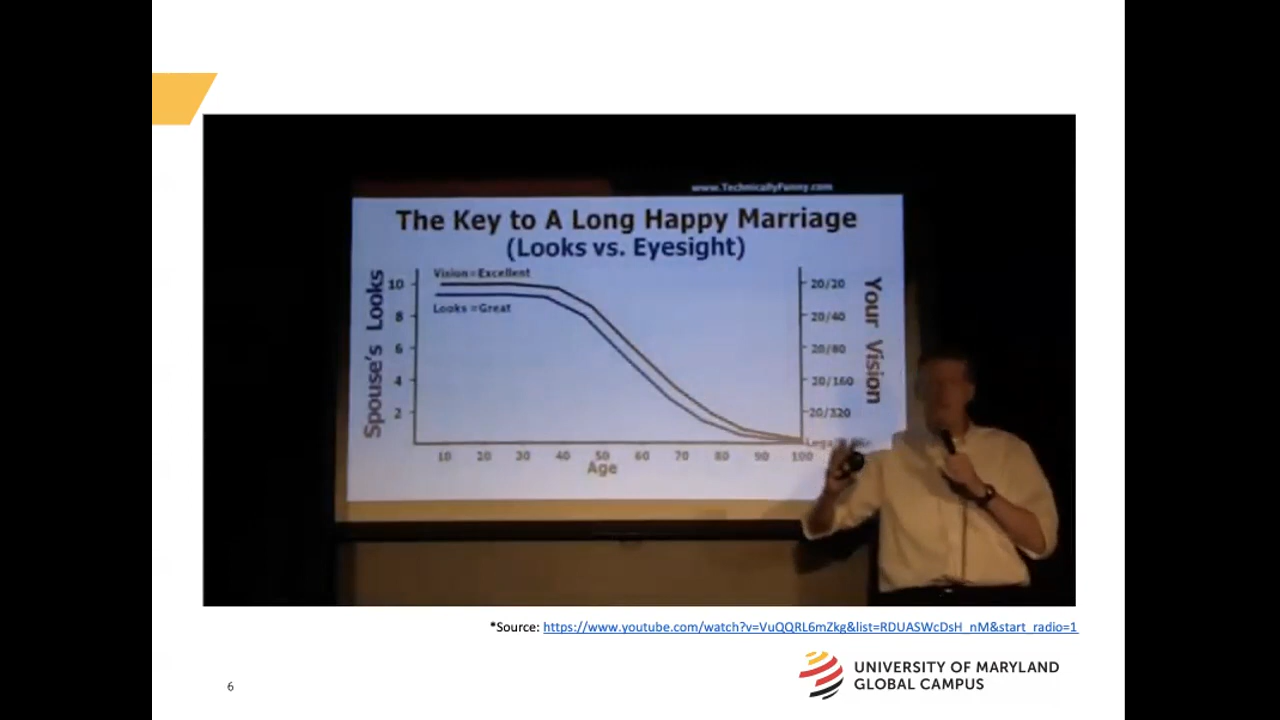 www.TechnicallyFunny.com
The Key to A Long Happy Marriage
(Looks vs. Eyesight)
Vision=Excellent
Looks =Great
Spouse's Looks
10
8
6
4
2
20/20
20/40
20/80
20/160
20/320
Your Vision
10 20 30 40 50 60 70 80 90 100
Age
*Source: https://www.youtube.com/watch?v=VuQQRL6mZkg&list=RDUASWcDsH_nM&start_radio=1
6
UNIVERSITY OF MARYLAND
GLOBAL CAMPUS